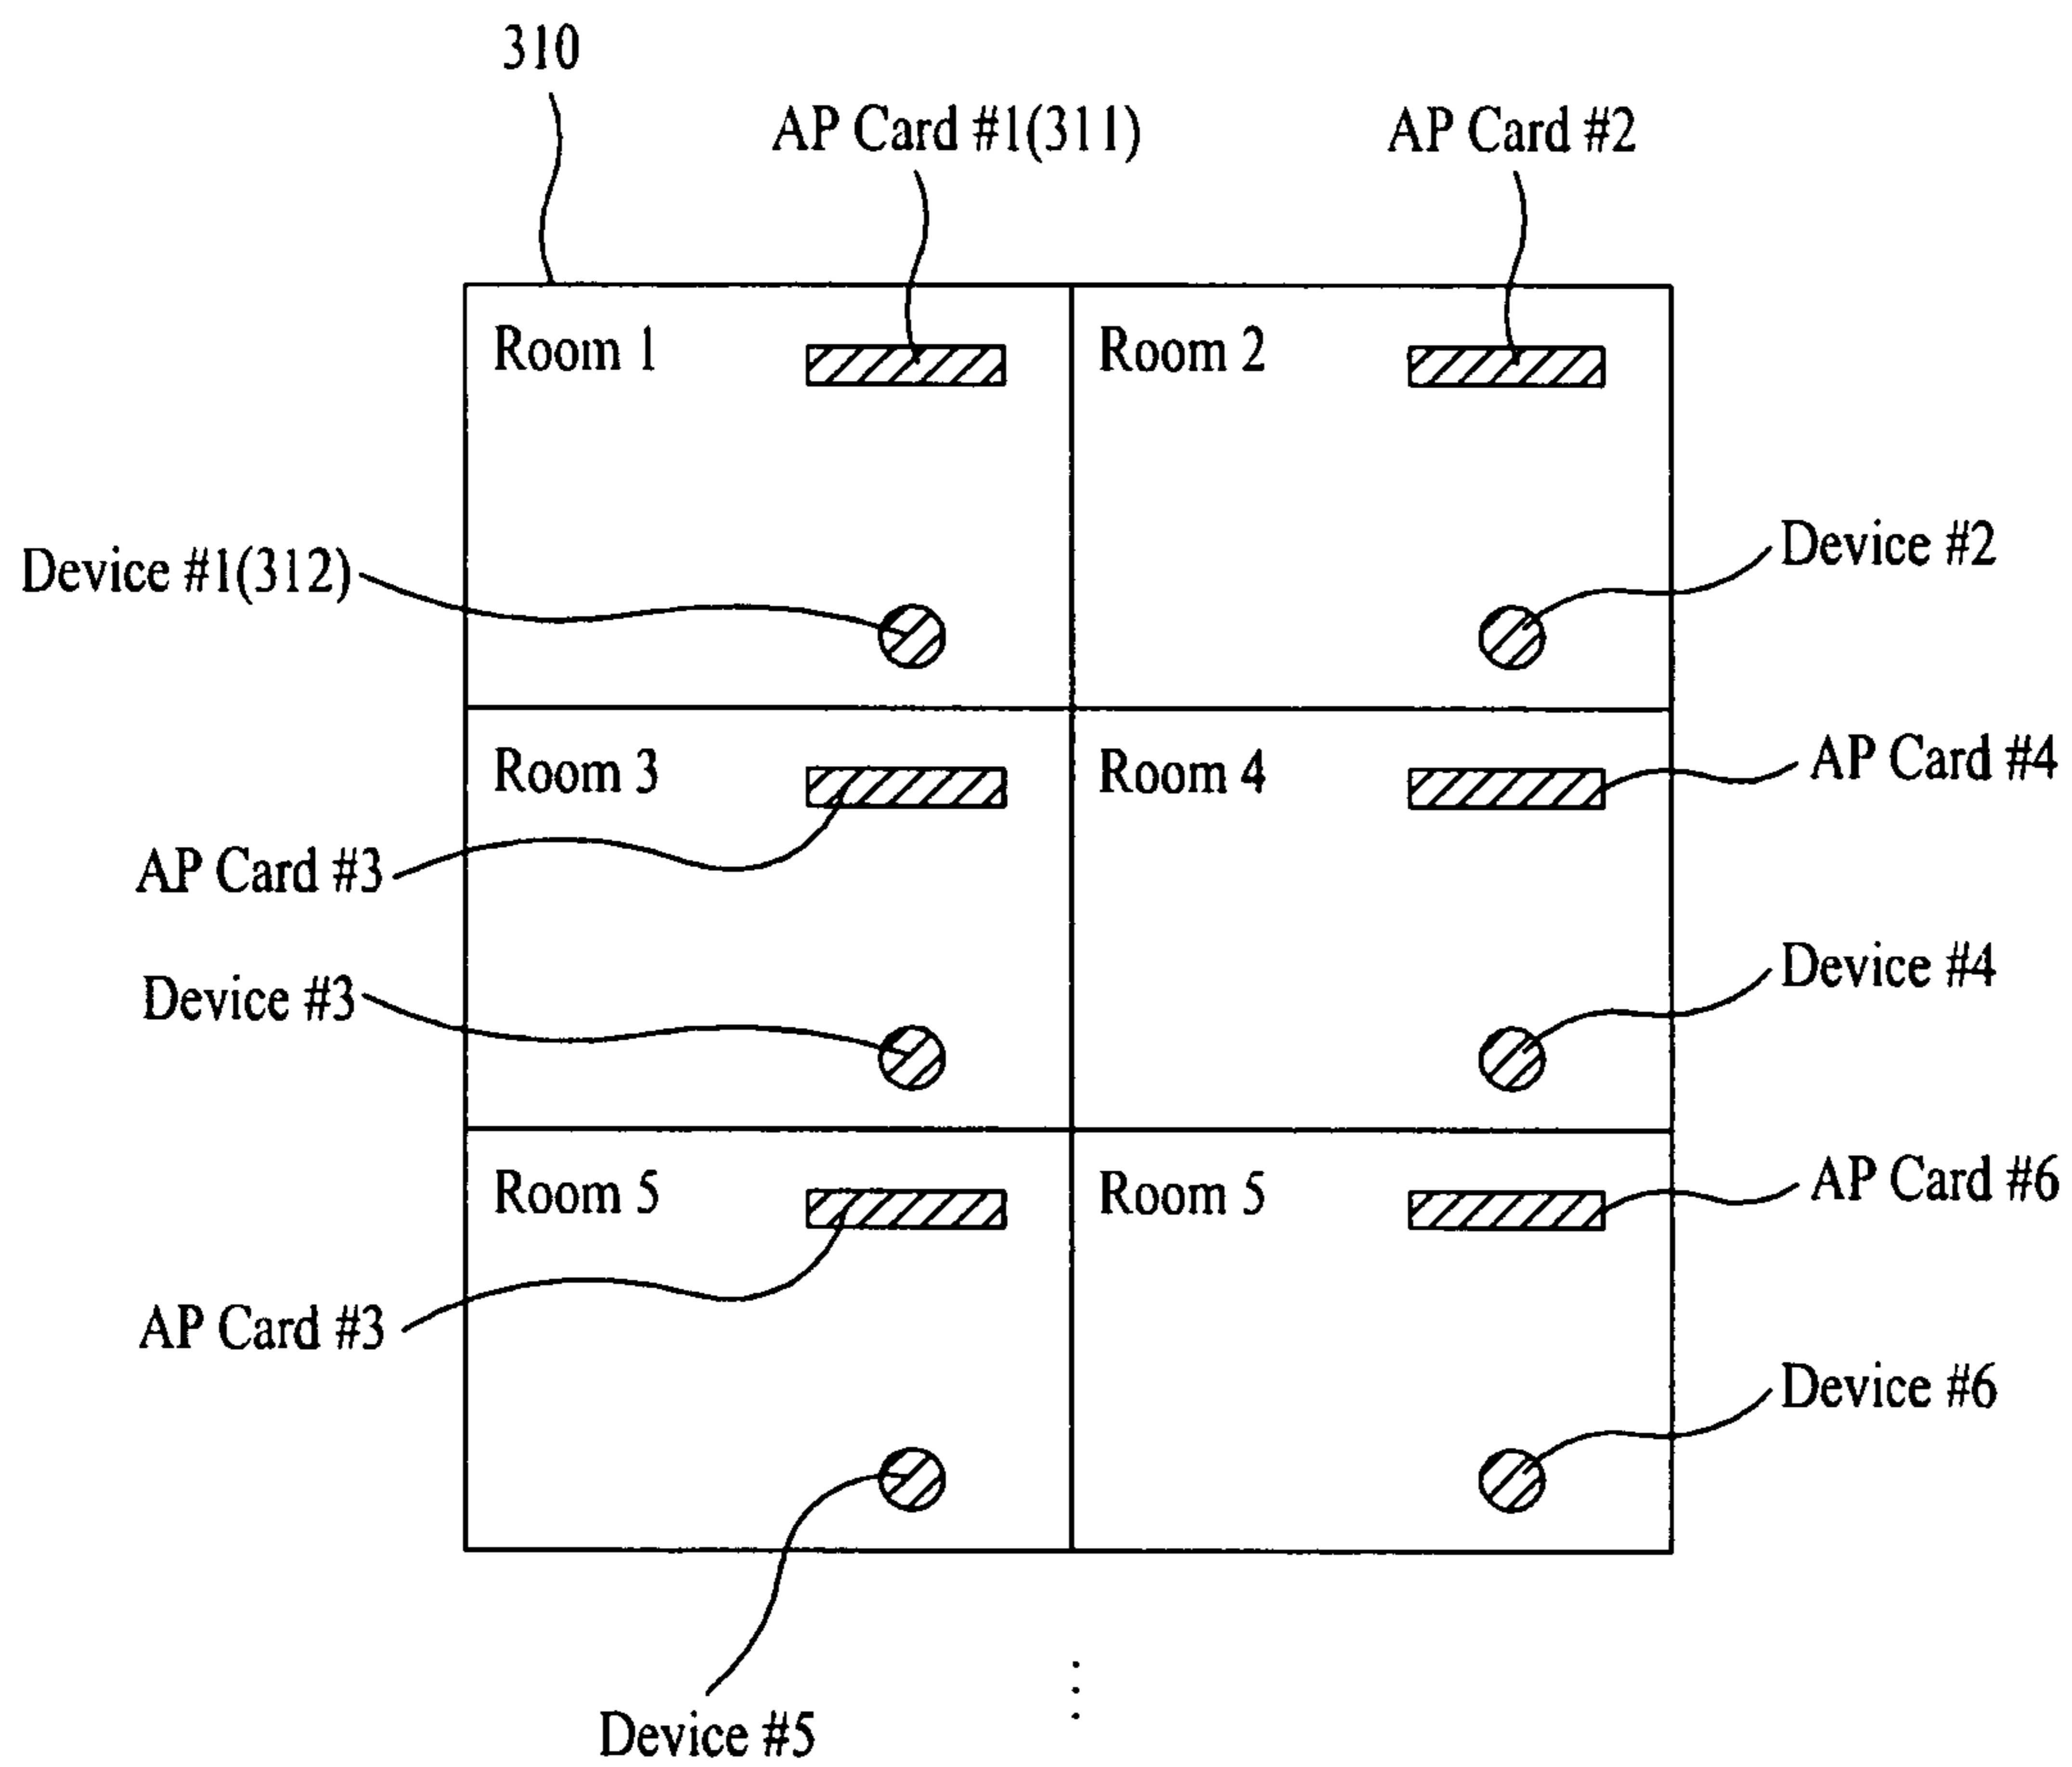 310
AP Card #1(311)
AP Card #2
Room 1
Room 2
Device #1(312)
Device #2
Room 3
Room 4
AP Card #4
AP Card #3
Device #3
Device #4
Room 5
Room 5
AP Card #6
AP Card #3
Device #6
Device #5